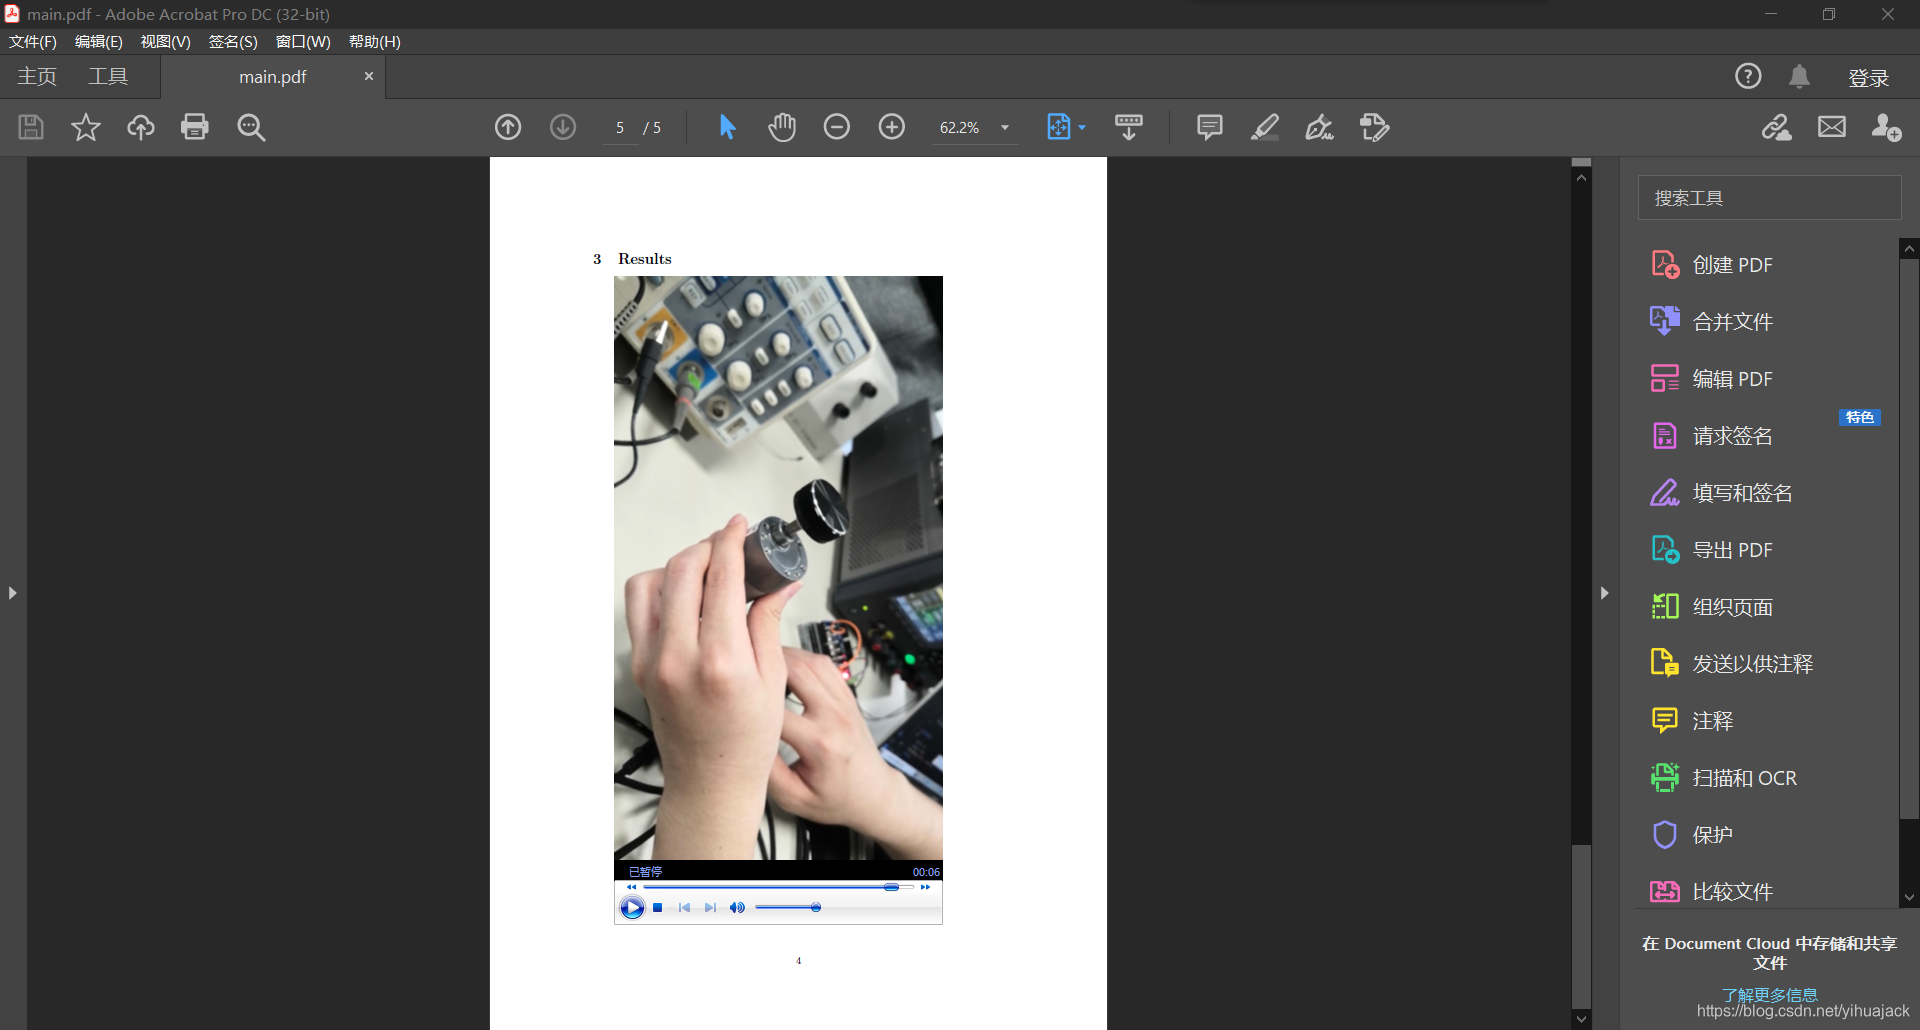 main.pdf - Adobe Acrobat Pro DC (32-bit)
文件(F) 编辑(E) 视图(V) 签名(S) 窗口(W) 帮助(H)
主页 工具 main.pdf 登录
5 / 5 62.2%
搜索工具
创建 PDF
合并文件
编辑 PDF
特色
请求签名
填写和签名
导出 PDF
组织页面
发送以供注释
注释
扫描和 OCR
保护
比较文件
在 Document Cloud 中存储和共享
文件
了解更多信息
3 Results
已暂停 00:06
4
https://blog.csdn.net/yihuajack